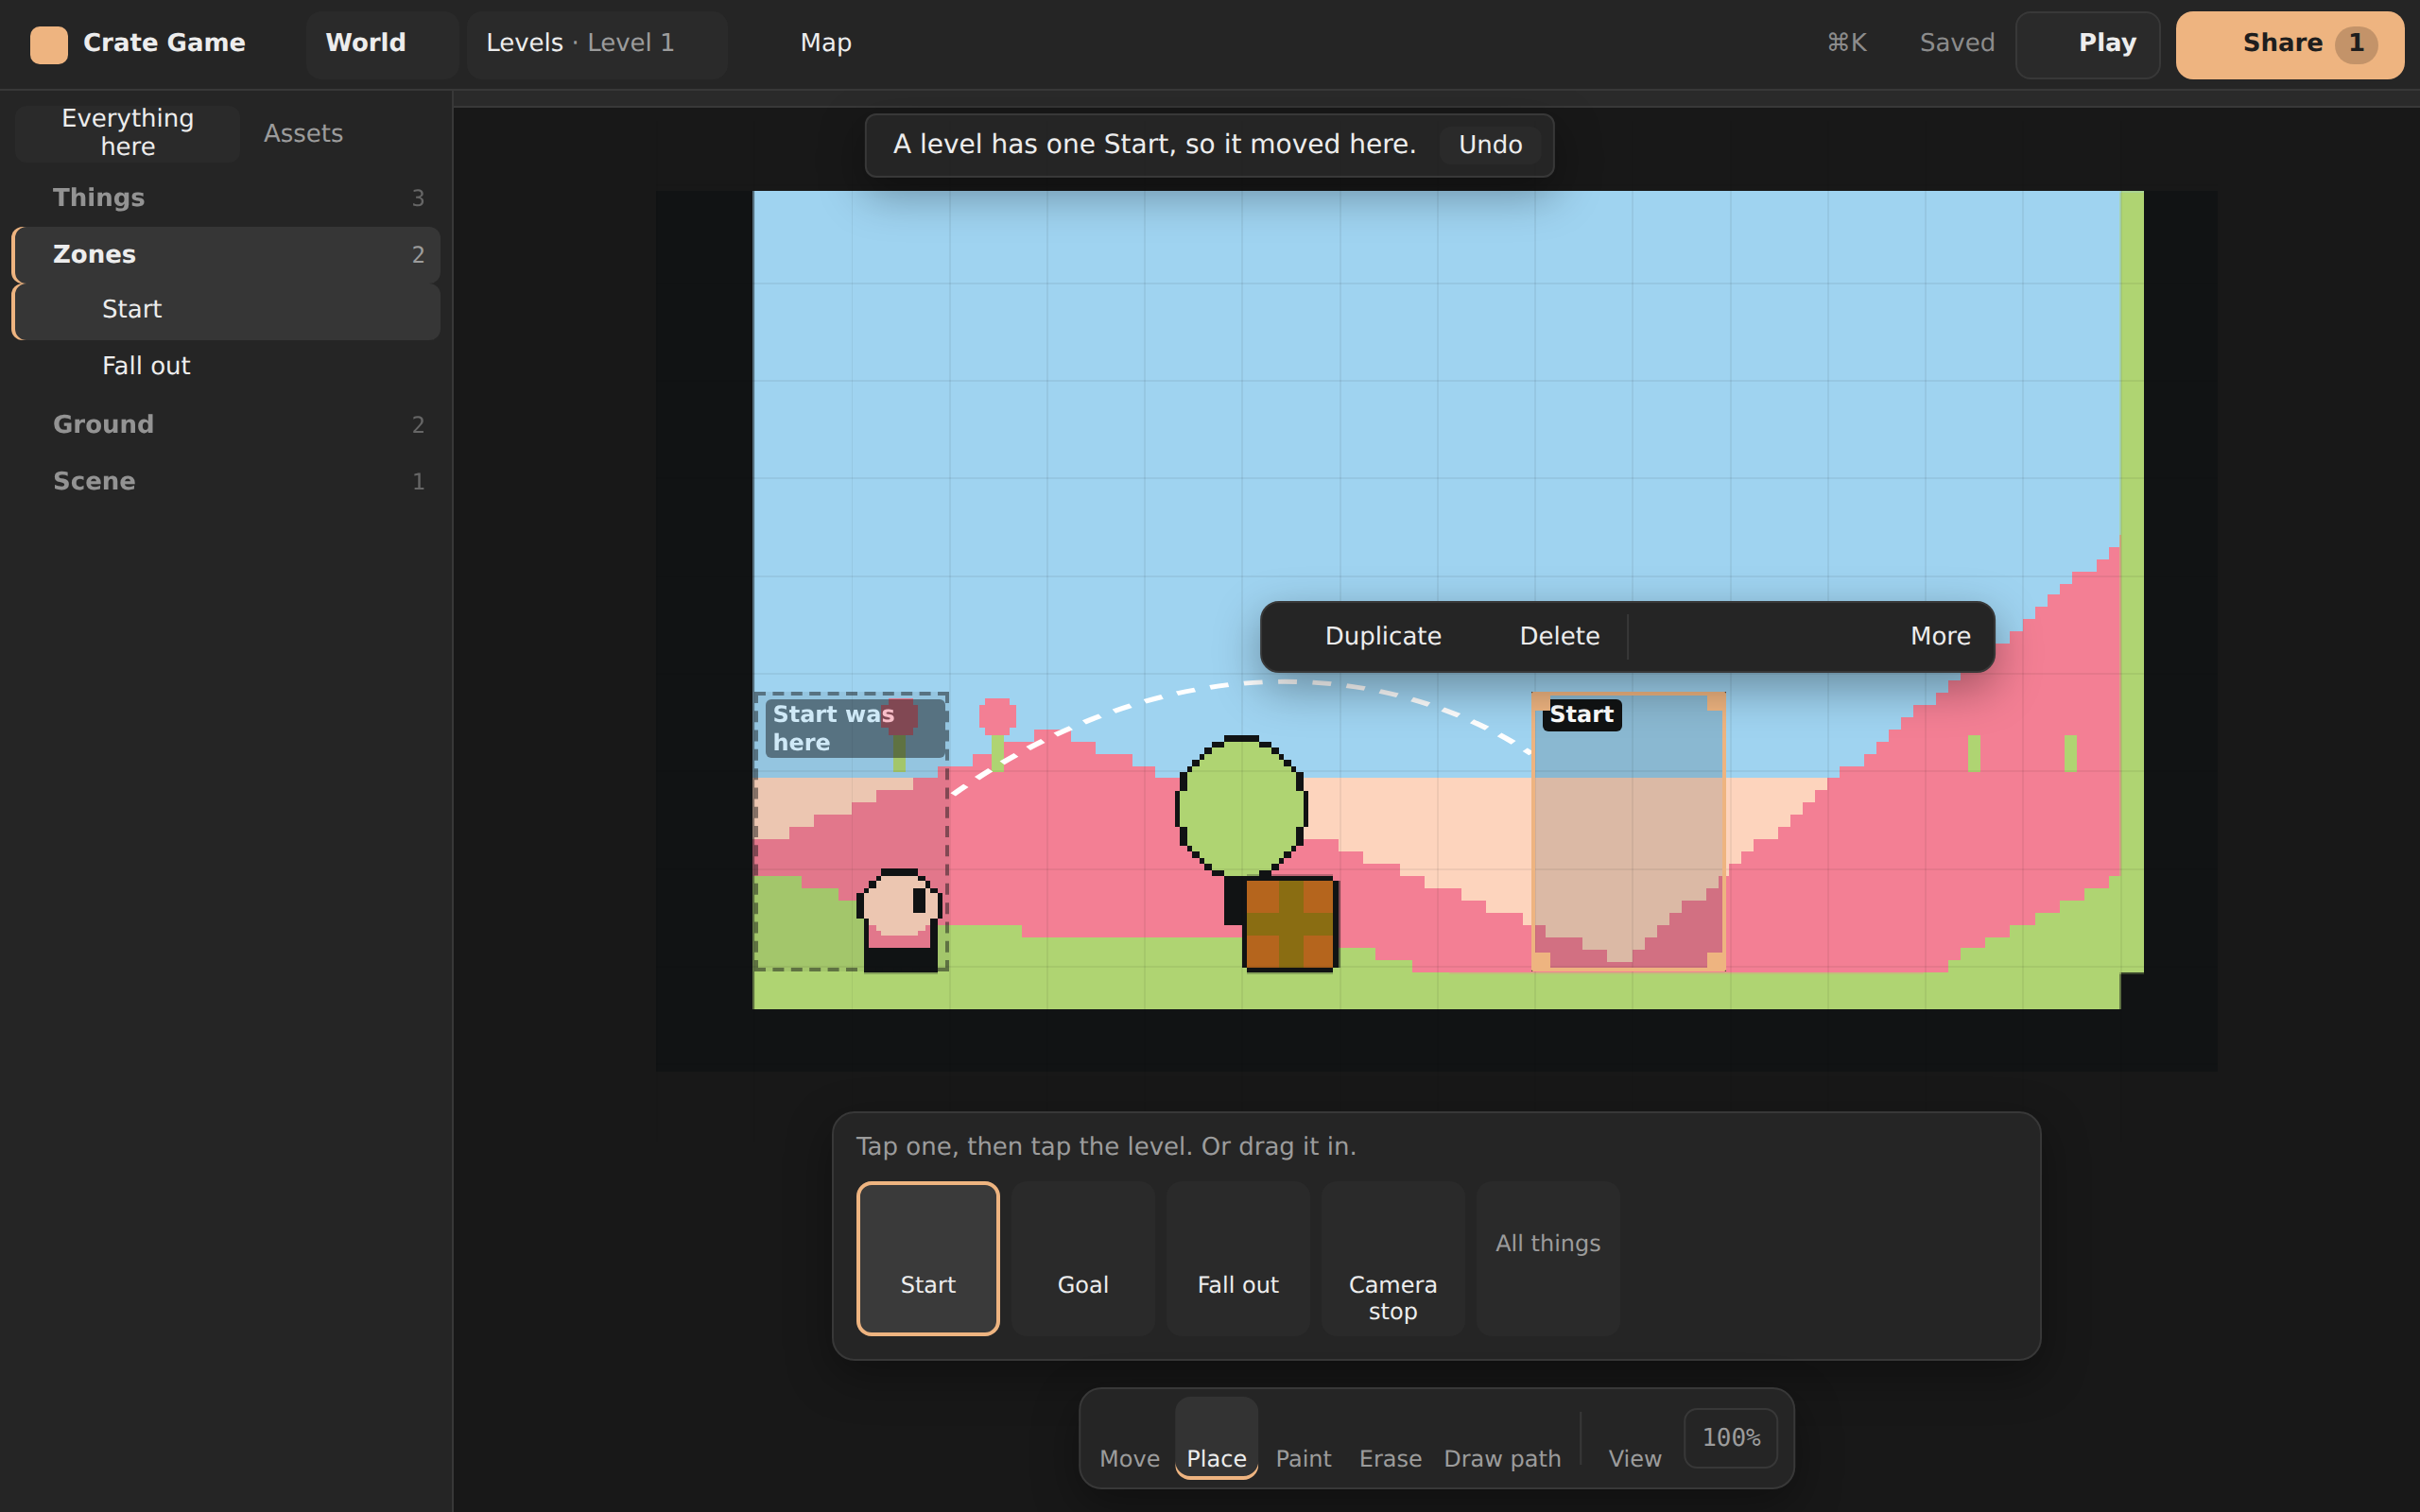 Crate Game
World
Levels · Level 1
Map
⌘K
Saved
Play
Share 1
Everything
here
Assets
Things 3
Zones 2
Start
Fall out
Ground 2
Scene 1
A level has one Start, so it moved here.
Undo
Duplicate
Delete
More
Start was
here
Start
Tap one, then tap the level. Or drag it in.
Start
Goal
Fall out
Camera
stop
All things
Move
Place
Paint
Erase
Draw path
View
100%